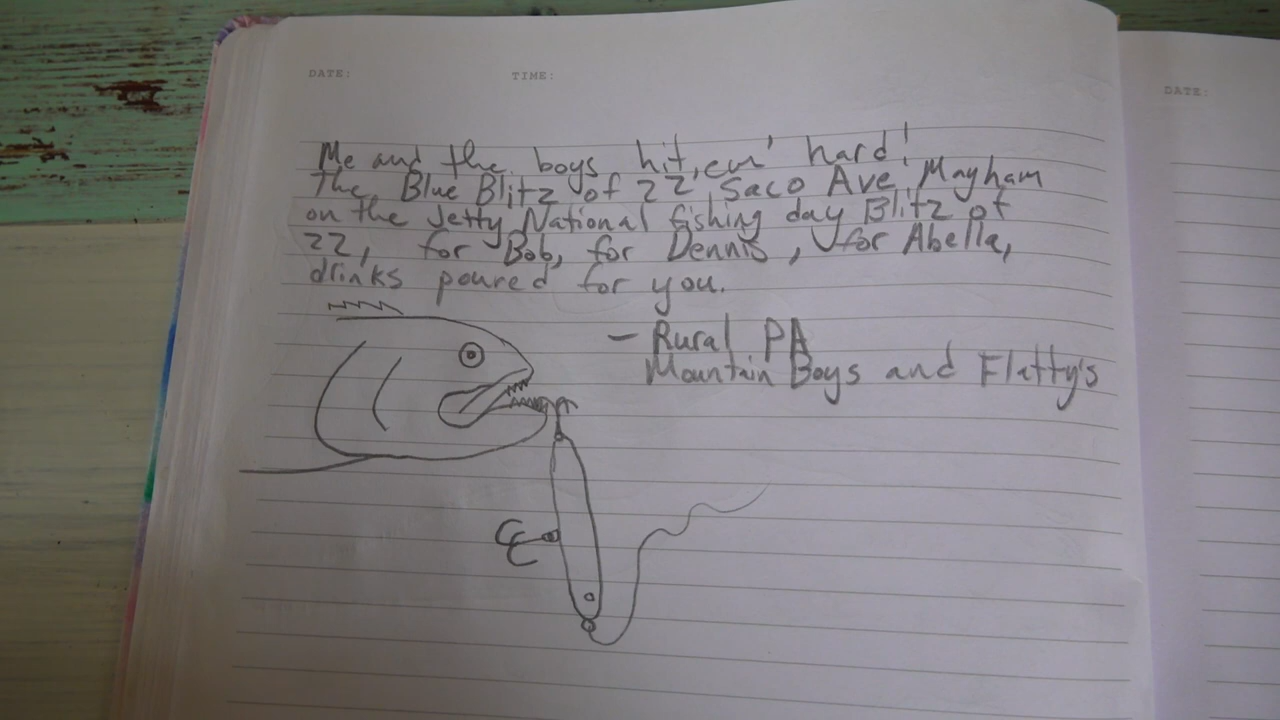 DATE: TIME:
Me and the boys hit em' hard!
The Blue Blitz of 22 Saco Ave Mayham
on the Jetty National fishing day Blitz of
22, for Bob, for Dennis, for Abella,
drinks poured for you.
- Rural PA
Mountain Boys and Flatty's
DATE: